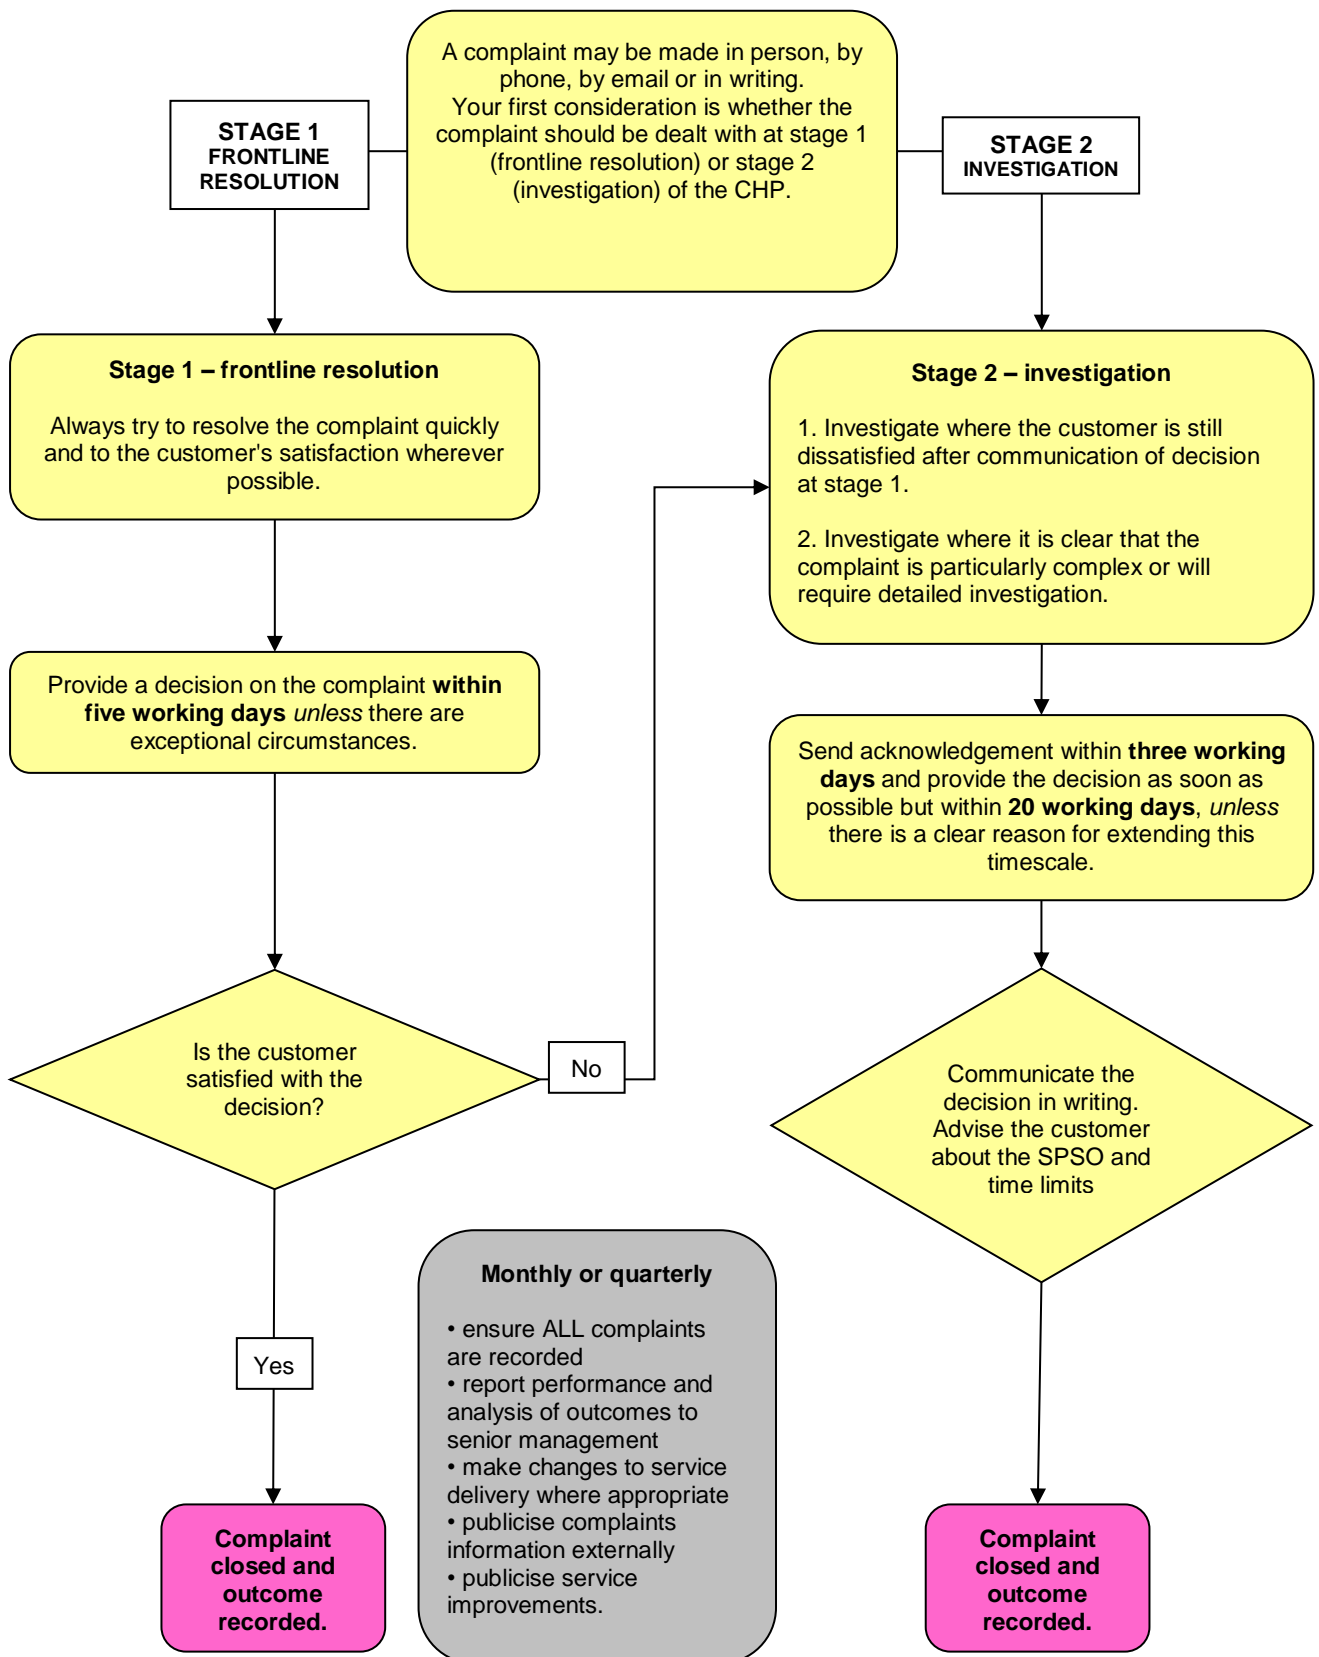 A complaint may be made in person, by
phone, by email or in writing.
Your first consideration is whether the
complaint should be dealt with at stage 1
(frontline resolution) or stage 2
(investigation) of the CHP.
STAGE 1
FRONTLINE
RESOLUTION
STAGE 2
INVESTIGATION
Stage 1 – frontline resolution
Always try to resolve the complaint quickly
and to the customer's satisfaction wherever
possible.
Provide a decision on the complaint within
five working days unless there are
exceptional circumstances.
Is the customer
satisfied with the
decision?
No
Yes
Complaint
closed and
outcome
recorded.
Stage 2 – investigation
1. Investigate where the customer is still
dissatisfied after communication of decision
at stage 1.
2. Investigate where it is clear that the
complaint is particularly complex or will
require detailed investigation.
Send acknowledgement within three working
days and provide the decision as soon as
possible but within 20 working days, unless
there is a clear reason for extending this
timescale.
Communicate the
decision in writing.
Advise the customer
about the SPSO and
time limits
Complaint
closed and
outcome
recorded.
Monthly or quarterly
• ensure ALL complaints
are recorded
• report performance and
analysis of outcomes to
senior management
• make changes to service
delivery where appropriate
• publicise complaints
information externally
• publicise service
improvements.